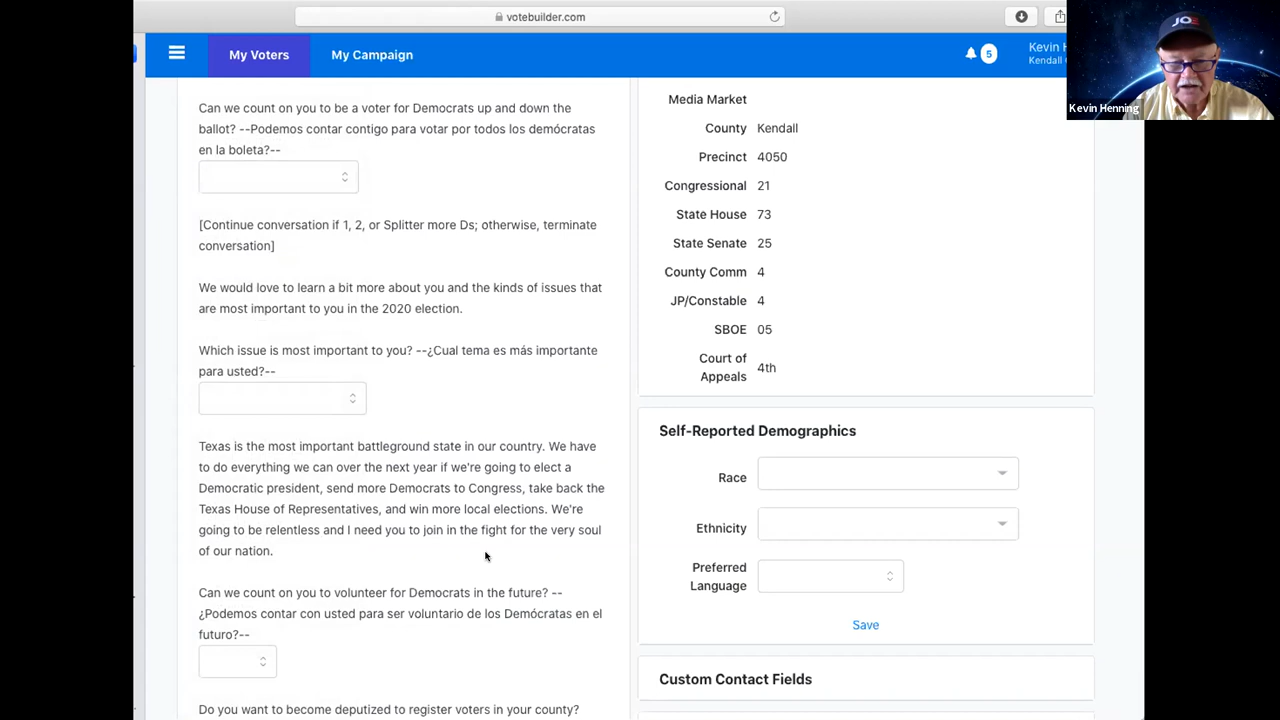 votebuilder.com
My Voters
My Campaign
5
Kevin H
Kendall
JOE
Kevin Henning
Can we count on you to be a voter for Democrats up and down the
ballot? --Podemos contar contigo para votar por todos los demócratas
en la boleta?--
[Continue conversation if 1, 2, or Splitter more Ds; otherwise, terminate
conversation]
We would love to learn a bit more about you and the kinds of issues that
are most important to you in the 2020 election.
Which issue is most important to you? --¿Cual tema es más importante
para usted?--
Texas is the most important battleground state in our country. We have
to do everything we can over the next year if we're going to elect a
Democratic president, send more Democrats to Congress, take back the
Texas House of Representatives, and win more local elections. We're
going to be relentless and I need you to join in the fight for the very soul
of our nation.
Can we count on you to volunteer for Democrats in the future? --
¿Podemos contar con usted para ser voluntario de los Demócratas en el
futuro?--
Do you want to become deputized to register voters in your county?
Media Market
County Kendall
Precinct 4050
Congressional 21
State House 73
State Senate 25
County Comm 4
JP/Constable 4
SBOE 05
Court of
Appeals 4th
Self-Reported Demographics
Race
Ethnicity
Preferred
Language
Save
Custom Contact Fields